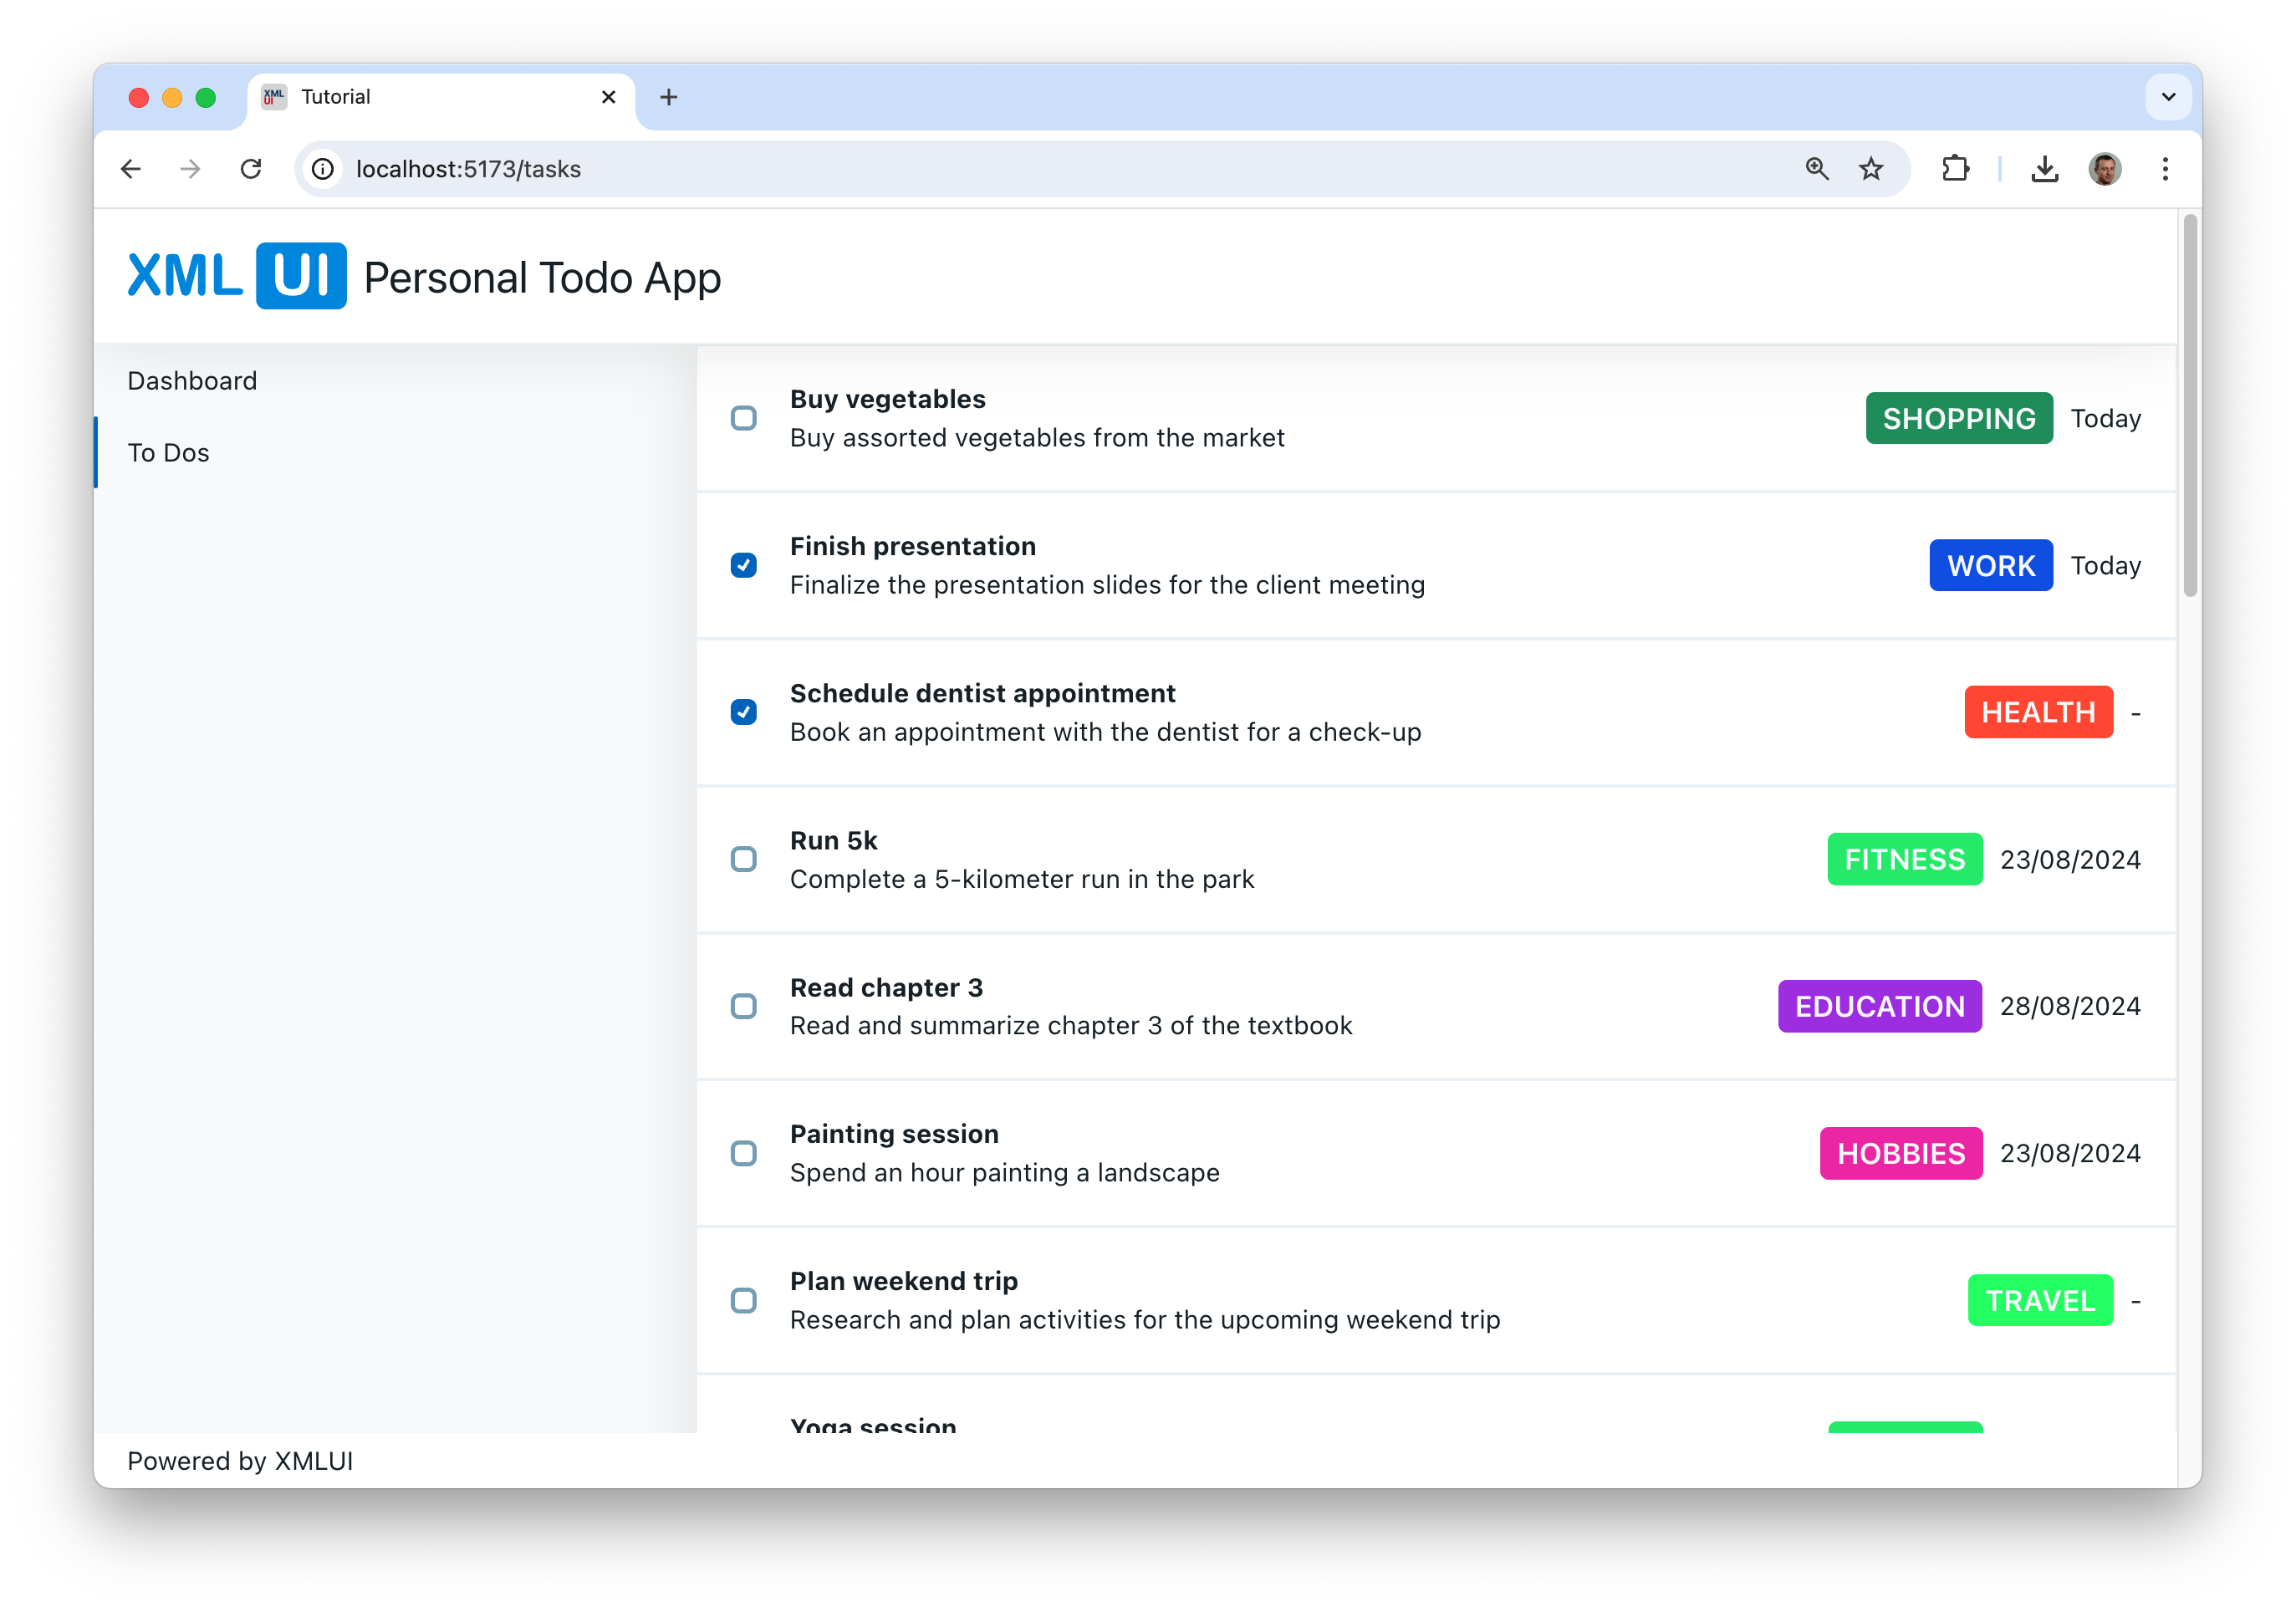 XML UI Tutorial
localhost:5173/tasks
XML UI Personal Todo App
Dashboard
To Dos
Buy vegetables
Buy assorted vegetables from the market
SHOPPING Today
Finish presentation
Finalize the presentation slides for the client meeting
WORK Today
Schedule dentist appointment
Book an appointment with the dentist for a check-up
HEALTH -
Run 5k
Complete a 5-kilometer run in the park
FITNESS 23/08/2024
Read chapter 3
Read and summarize chapter 3 of the textbook
EDUCATION 28/08/2024
Painting session
Spend an hour painting a landscape
HOBBIES 23/08/2024
Plan weekend trip
Research and plan activities for the upcoming weekend trip
TRAVEL -
Yoga session
Powered by XMLUI